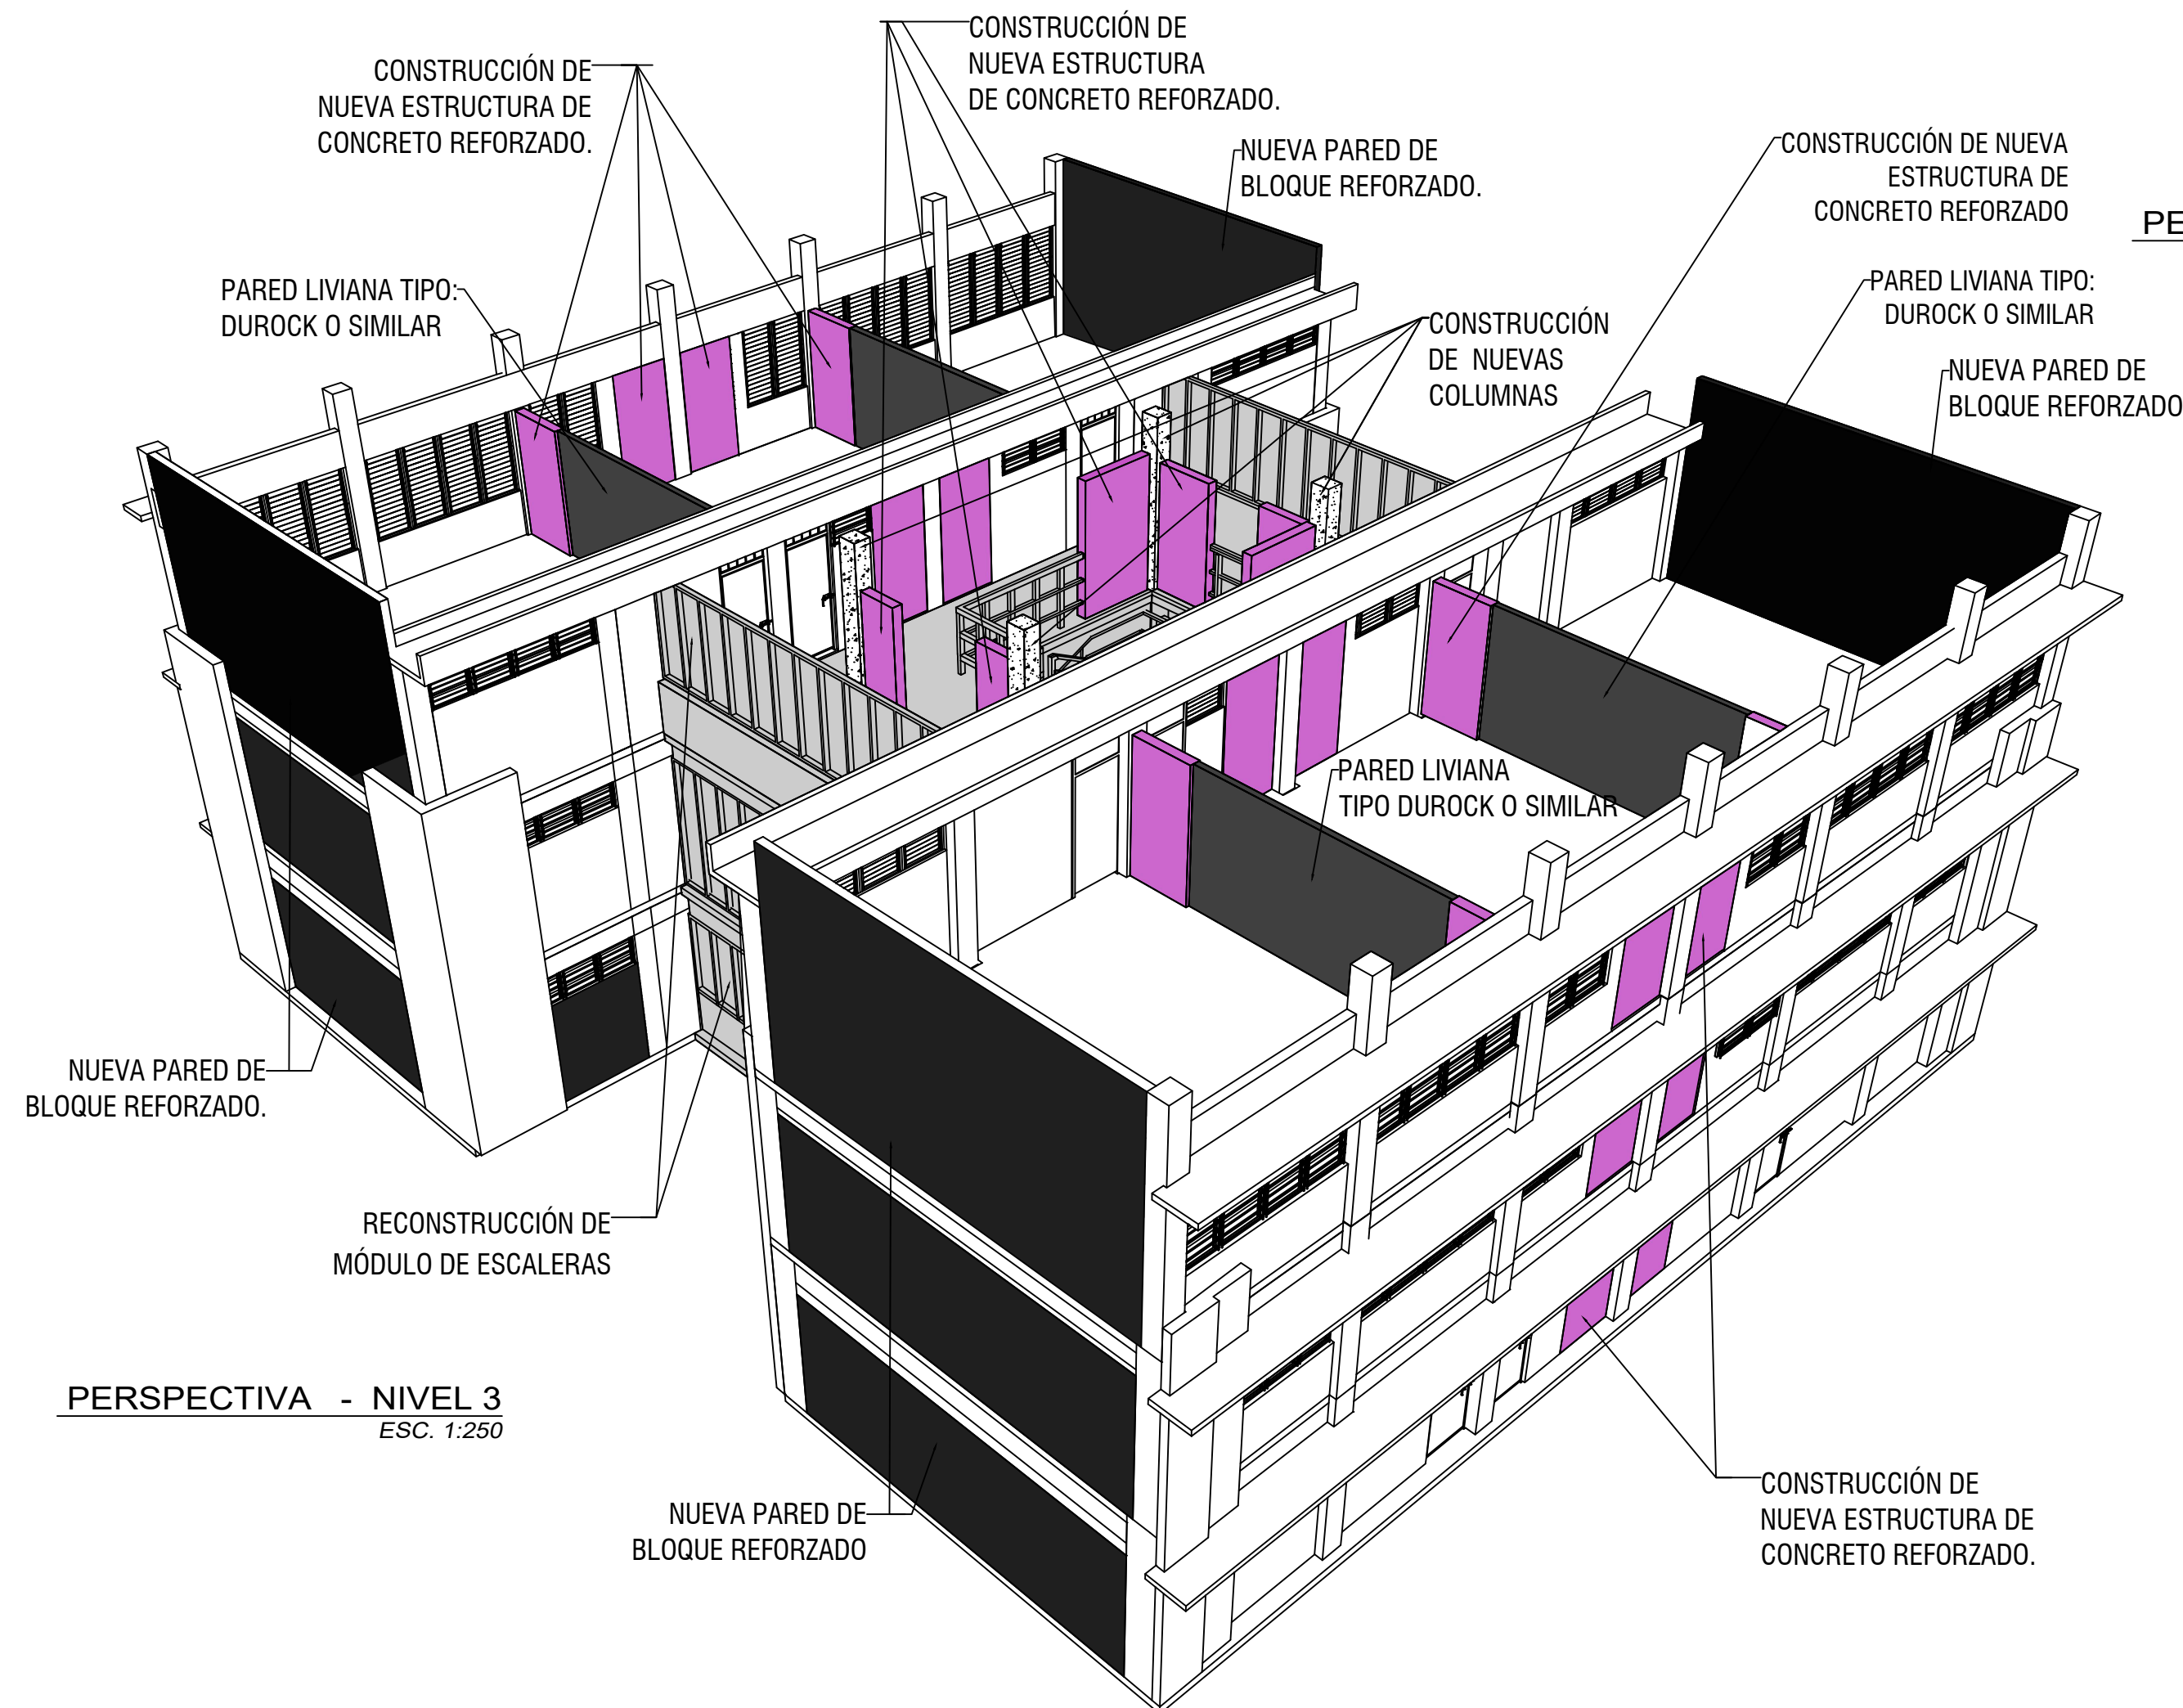 CONSTRUCCIÓN DE
NUEVA ESTRUCTURA
DE CONCRETO REFORZADO.
CONSTRUCCIÓN DE
NUEVA ESTRUCTURA DE
CONCRETO REFORZADO.
NUEVA PARED DE
BLOQUE REFORZADO.
CONSTRUCCIÓN DE NUEVA
ESTRUCTURA DE
CONCRETO REFORZADO
PE
PARED LIVIANA TIPO:
DUROCK O SIMILAR
PARED LIVIANA TIPO:
DUROCK O SIMILAR
CONSTRUCCIÓN
DE NUEVAS
COLUMNAS
NUEVA PARED DE
BLOQUE REFORZADO
PARED LIVIANA
TIPO DUROCK O SIMILAR
NUEVA PARED DE
BLOQUE REFORZADO.
RECONSTRUCCIÓN DE
MÓDULO DE ESCALERAS
PERSPECTIVA - NIVEL 3
ESC. 1:250
NUEVA PARED DE
BLOQUE REFORZADO
CONSTRUCCIÓN DE
NUEVA ESTRUCTURA DE
CONCRETO REFORZADO.